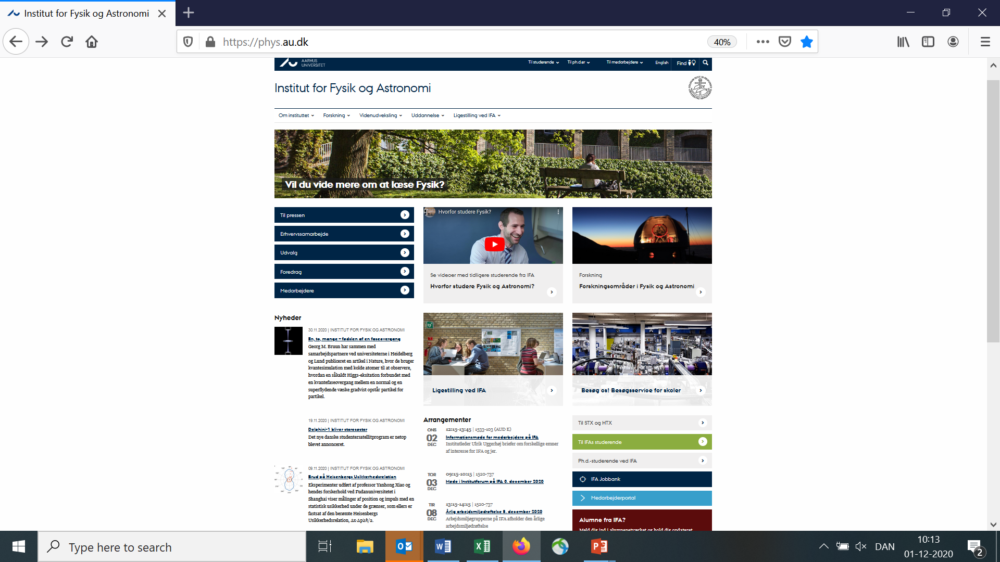 Institut for Fysik og Astronomi
https://phys.au.dk
40%
AARHUS
UNIVERSITET
Til studerende
Til ph.d.er
Til medarbejdere
English
Find
Institut for Fysik og Astronomi
Om instituttet
Forskning
Videnudveksling
Uddannelse
Ligestilling ved IFA
Vil du vide mere om at læse Fysik?
Til pressen
Erhvervssamarbejde
Udvalg
Foredrag
Medarbejdere
Hvorfor studere Fysik?
Se videoer med tidligere studerende fra IFA
Hvorfor studere Fysik og Astronomi?
Forskning
Forskningsområder i Fysik og Astronomi
Nyheder
30.11.2020 | INSTITUT FOR FYSIK OG ASTRONOMI
En, to, mange – fødslen af en faseovergang
Georg M. Bruun har sammen med
samarbejdspartnere ved universiteterne i Heidelberg
og Lund publiceret en artikel i Nature, hvor de bruger
kvantesimulation med kolde atomer til at observere,
hvordan en såkaldt Higgs-eksitation forbundet med
en kvantefaseovergang mellem en normal og en
superflydende væske gradvist opstår partikel for
partikel.
19.11.2020 | INSTITUT FOR FYSIK OG ASTRONOMI
Delphini-1 bliver storesøster
Det nye danske studentersatellitprogram er netop
blevet annonceret.
09.11.2020 | INSTITUT FOR FYSIK OG ASTRONOMI
Brud på Heisenbergs Usikkerhedsrelation
Eksperimenter udført af professor Yanhong Xiao og
hendes forskerhold ved Fudanuniversitetet i
Shanghai viser målinger af position og impuls med en
statistisk usikkerhed under de grænser, som ellers er
fastsat af den berømte Heisenbergs
Usikkerhedsrelation, Δx·Δp≥ℏ/2.
Ligestilling ved IFA
Besøg os! Besøgsservice for skoler
Arrangementer
ONS
02
DEC
12:15-13:45 | 1533-103 (AUD E)
Informationsmøde for medarbejdere på IFA
Institutleder Ulrik Uggerhøj briefer om forskellige emner
af interesse for IFA og jer.
TOR
03
DEC
09:15-10:15 | 1520-737
Møde i Institutforum på IFA 3. december 2020
TIR
08
DEC
13:15-14:15 | 1520-737
Årlig arbejdsmiljødrøftelse 8. december 2020
Arbejdsmiljøgrupperne på IFA afholder den årlige
arbejdsmiljødrøftelse
Til STX og HTX
Til IFAs studerende
Ph.d.-studerende ved IFA
IFA Jobbank
Medarbejderportal
Alumne fra IFA?
Meld dig ind i alumnenetværket og hold dig opdateret
Type here to search
DAN
10:13
01-12-2020
2